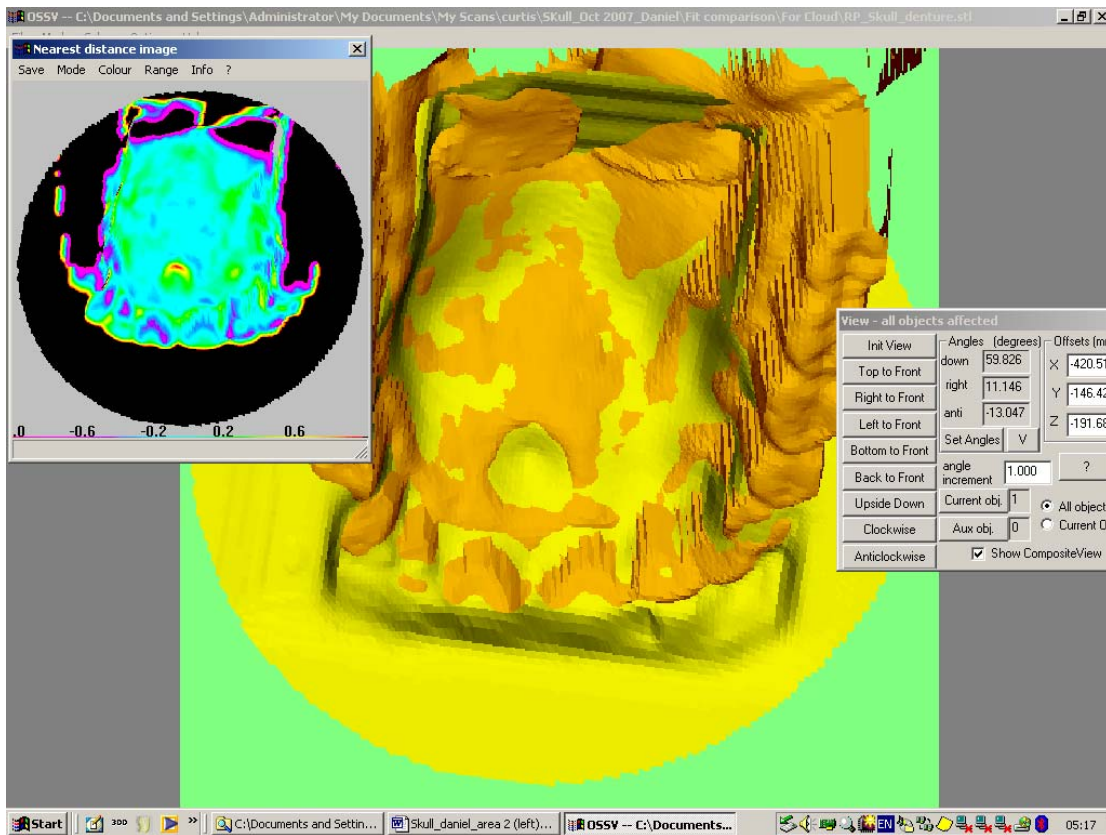 OSSV -- C:\Documents and Settings\Administrator\My Documents\My Scans\curtis\SKull_Oct 2007_Daniel\Fit comparison\For Cloud\RP_Skull_denture.stl
Nearest distance image
Save Mode Colour Range Info ?
.0 -0.6 -0.2 0.2 0.6
View - all objects affected
Init View
Top to Front
Right to Front
Left to Front
Bottom to Front
Back to Front
Upside Down
Clockwise
Anticlockwise
Angles (degrees)
down 59.826
right 11.146
anti -13.047
Set Angles V
angle increment 1.000
Current obj. 1
Aux obj. 0
Offsets (m
X -420.51
Y -146.42
Z -191.68
?
All object
Current O
Show CompositeView
Start
C:\Documents and Settin...
Skull_daniel_area 2 (left)...
OSSV -- C:\Documents...
EN
05:17